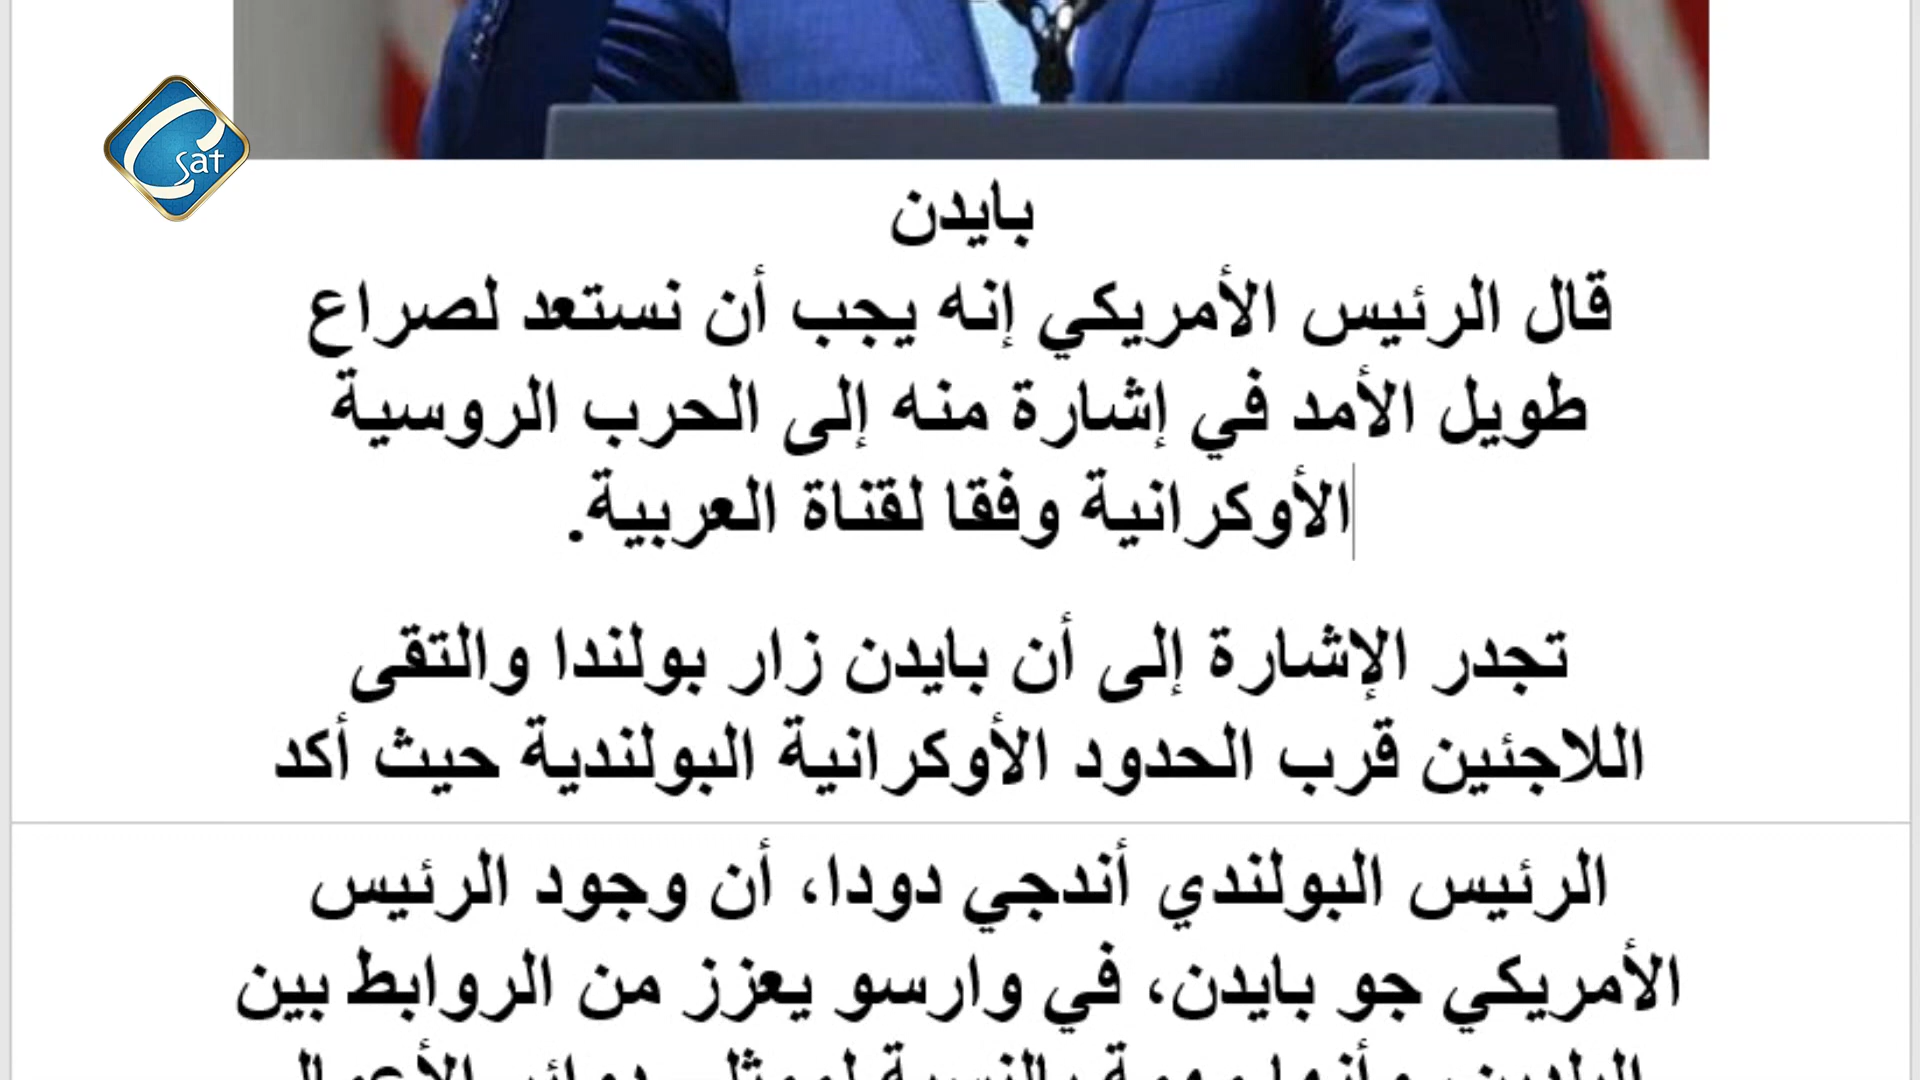 C Sat
بايدن
قال الرئيس الأمريكي إنه يجب أن نستعد لصراع
طويل الأمد في إشارة منه إلى الحرب الروسية
الأوكرانية وفقا لقناة العربية.
تجدر الإشارة إلى أن بايدن زار بولندا والتقى
اللاجئين قرب الحدود الأوكرانية البولندية حيث أكد
الرئيس البولندي أندجي دودا، أن وجود الرئيس
الأمريكي جو بايدن، في وارسو يعزز من الروابط بين